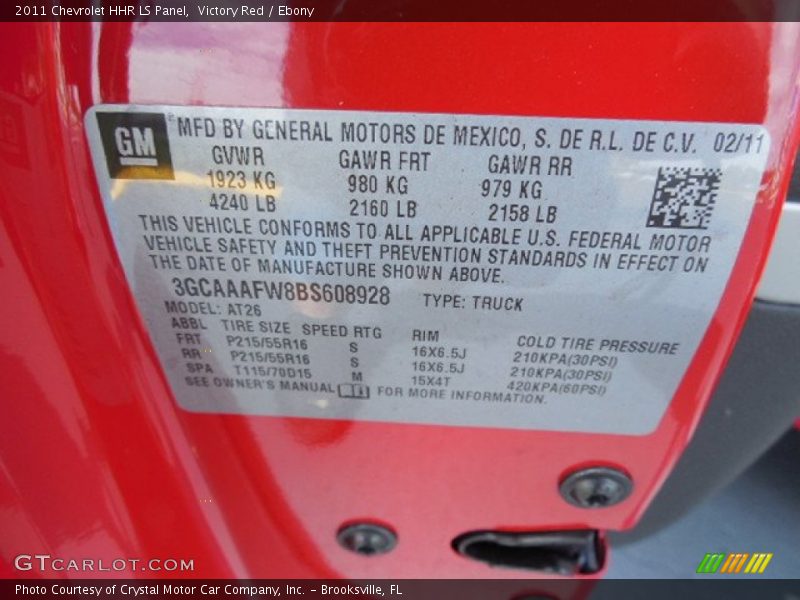 2011 Chevrolet HHR LS Panel, Victory Red / Ebony
GM ® MFD BY GENERAL MOTORS DE MEXICO, S. DE R.L. DE C.V. 02/11
GVWR GAWR FRT GAWR RR
1923 KG 980 KG 979 KG
4240 LB 2160 LB 2158 LB
THIS VEHICLE CONFORMS TO ALL APPLICABLE U.S. FEDERAL MOTOR
VEHICLE SAFETY AND THEFT PREVENTION STANDARDS IN EFFECT ON
THE DATE OF MANUFACTURE SHOWN ABOVE.
3GCAAAFW8BS608928 TYPE: TRUCK
MODEL: AT26
ABBL TIRE SIZE SPEED RTG RIM COLD TIRE PRESSURE
FRT P215/55R16 S 16X6.5J 210KPA(30PSI)
RR P215/55R16 S 16X6.5J 210KPA(30PSI)
SPA T115/70D15 M 15X4T 420KPA(60PSI)
SEE OWNER'S MANUAL FOR MORE INFORMATION.
GTCARLOT.COM
Photo Courtesy of Crystal Motor Car Company, Inc. – Brooksville, FL